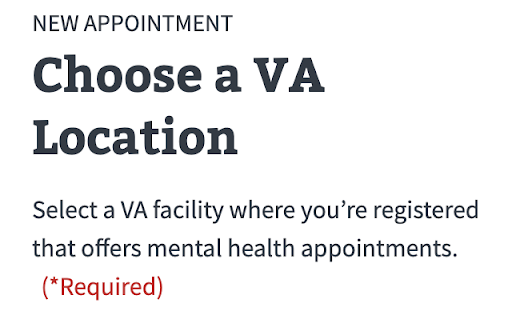 NEW APPOINTMENT
Choose a VA
Location
Select a VA facility where you’re registered
that offers mental health appointments.
(*Required)